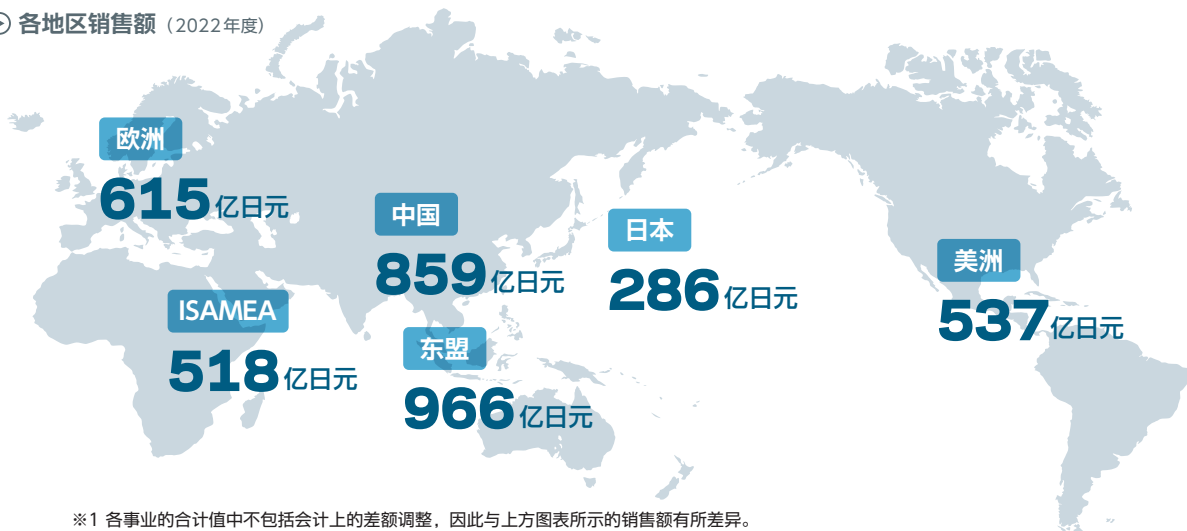 各地区销售额（2022年度）
欧洲
615亿日元
中国
859亿日元
日本
286亿日元
美洲
537亿日元
ISAMEA
518亿日元
东盟
966亿日元
※1 各事业的合计值中不包括会计上的差额调整，因此与上方图表所示的销售额有所差异。